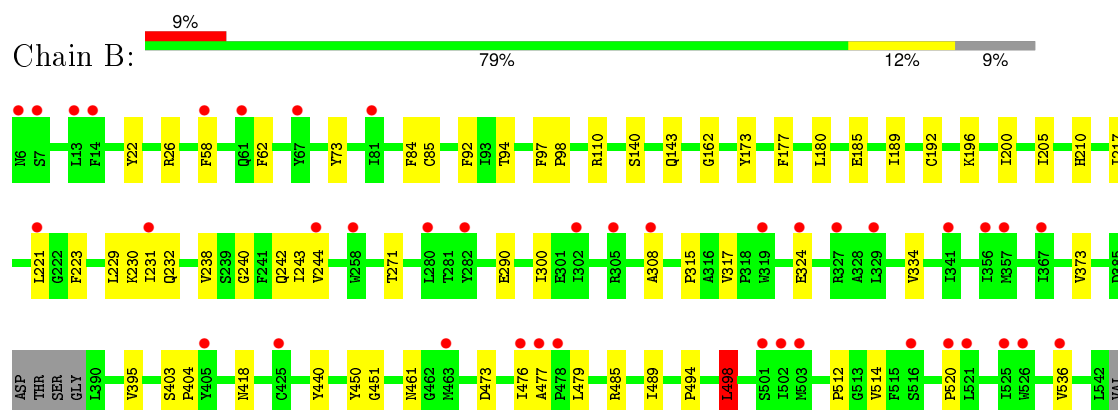 9%
Chain B:
79% 12% 9%
N6 S7 L13 F14 Y22 R26 F58 Q61 F62 Y67 Y73 I81 F84 C85 F92 I93 T94 F97 P98 R110 S140 Q143 G162 Y173 F177 L180 E185 I189 C192 K196 I200 I205 H210 I217
L221 G222 F223 L229 K230 I231 Q232 V238 S239 G240 F241 Q242 I243 V244 W258 T271 L280 T281 Y282 E290 I300 E301 I302 R305 A308 P315 A316 V317 P318 W319 E324 R327 A328 L329 V334 I341 I356 M357 I367 V373
ASP THR SER GLY L390 V395 S403 P404 Y405 N418 C425 Y440 Y450 G451 N461 G462 M463 D473 I476 A477 P478 L479 R485 I489 P494 L498 S501 I502 M503 P512 G513 V514 F515 S516 P520 L521 I525 W526 V536 L542